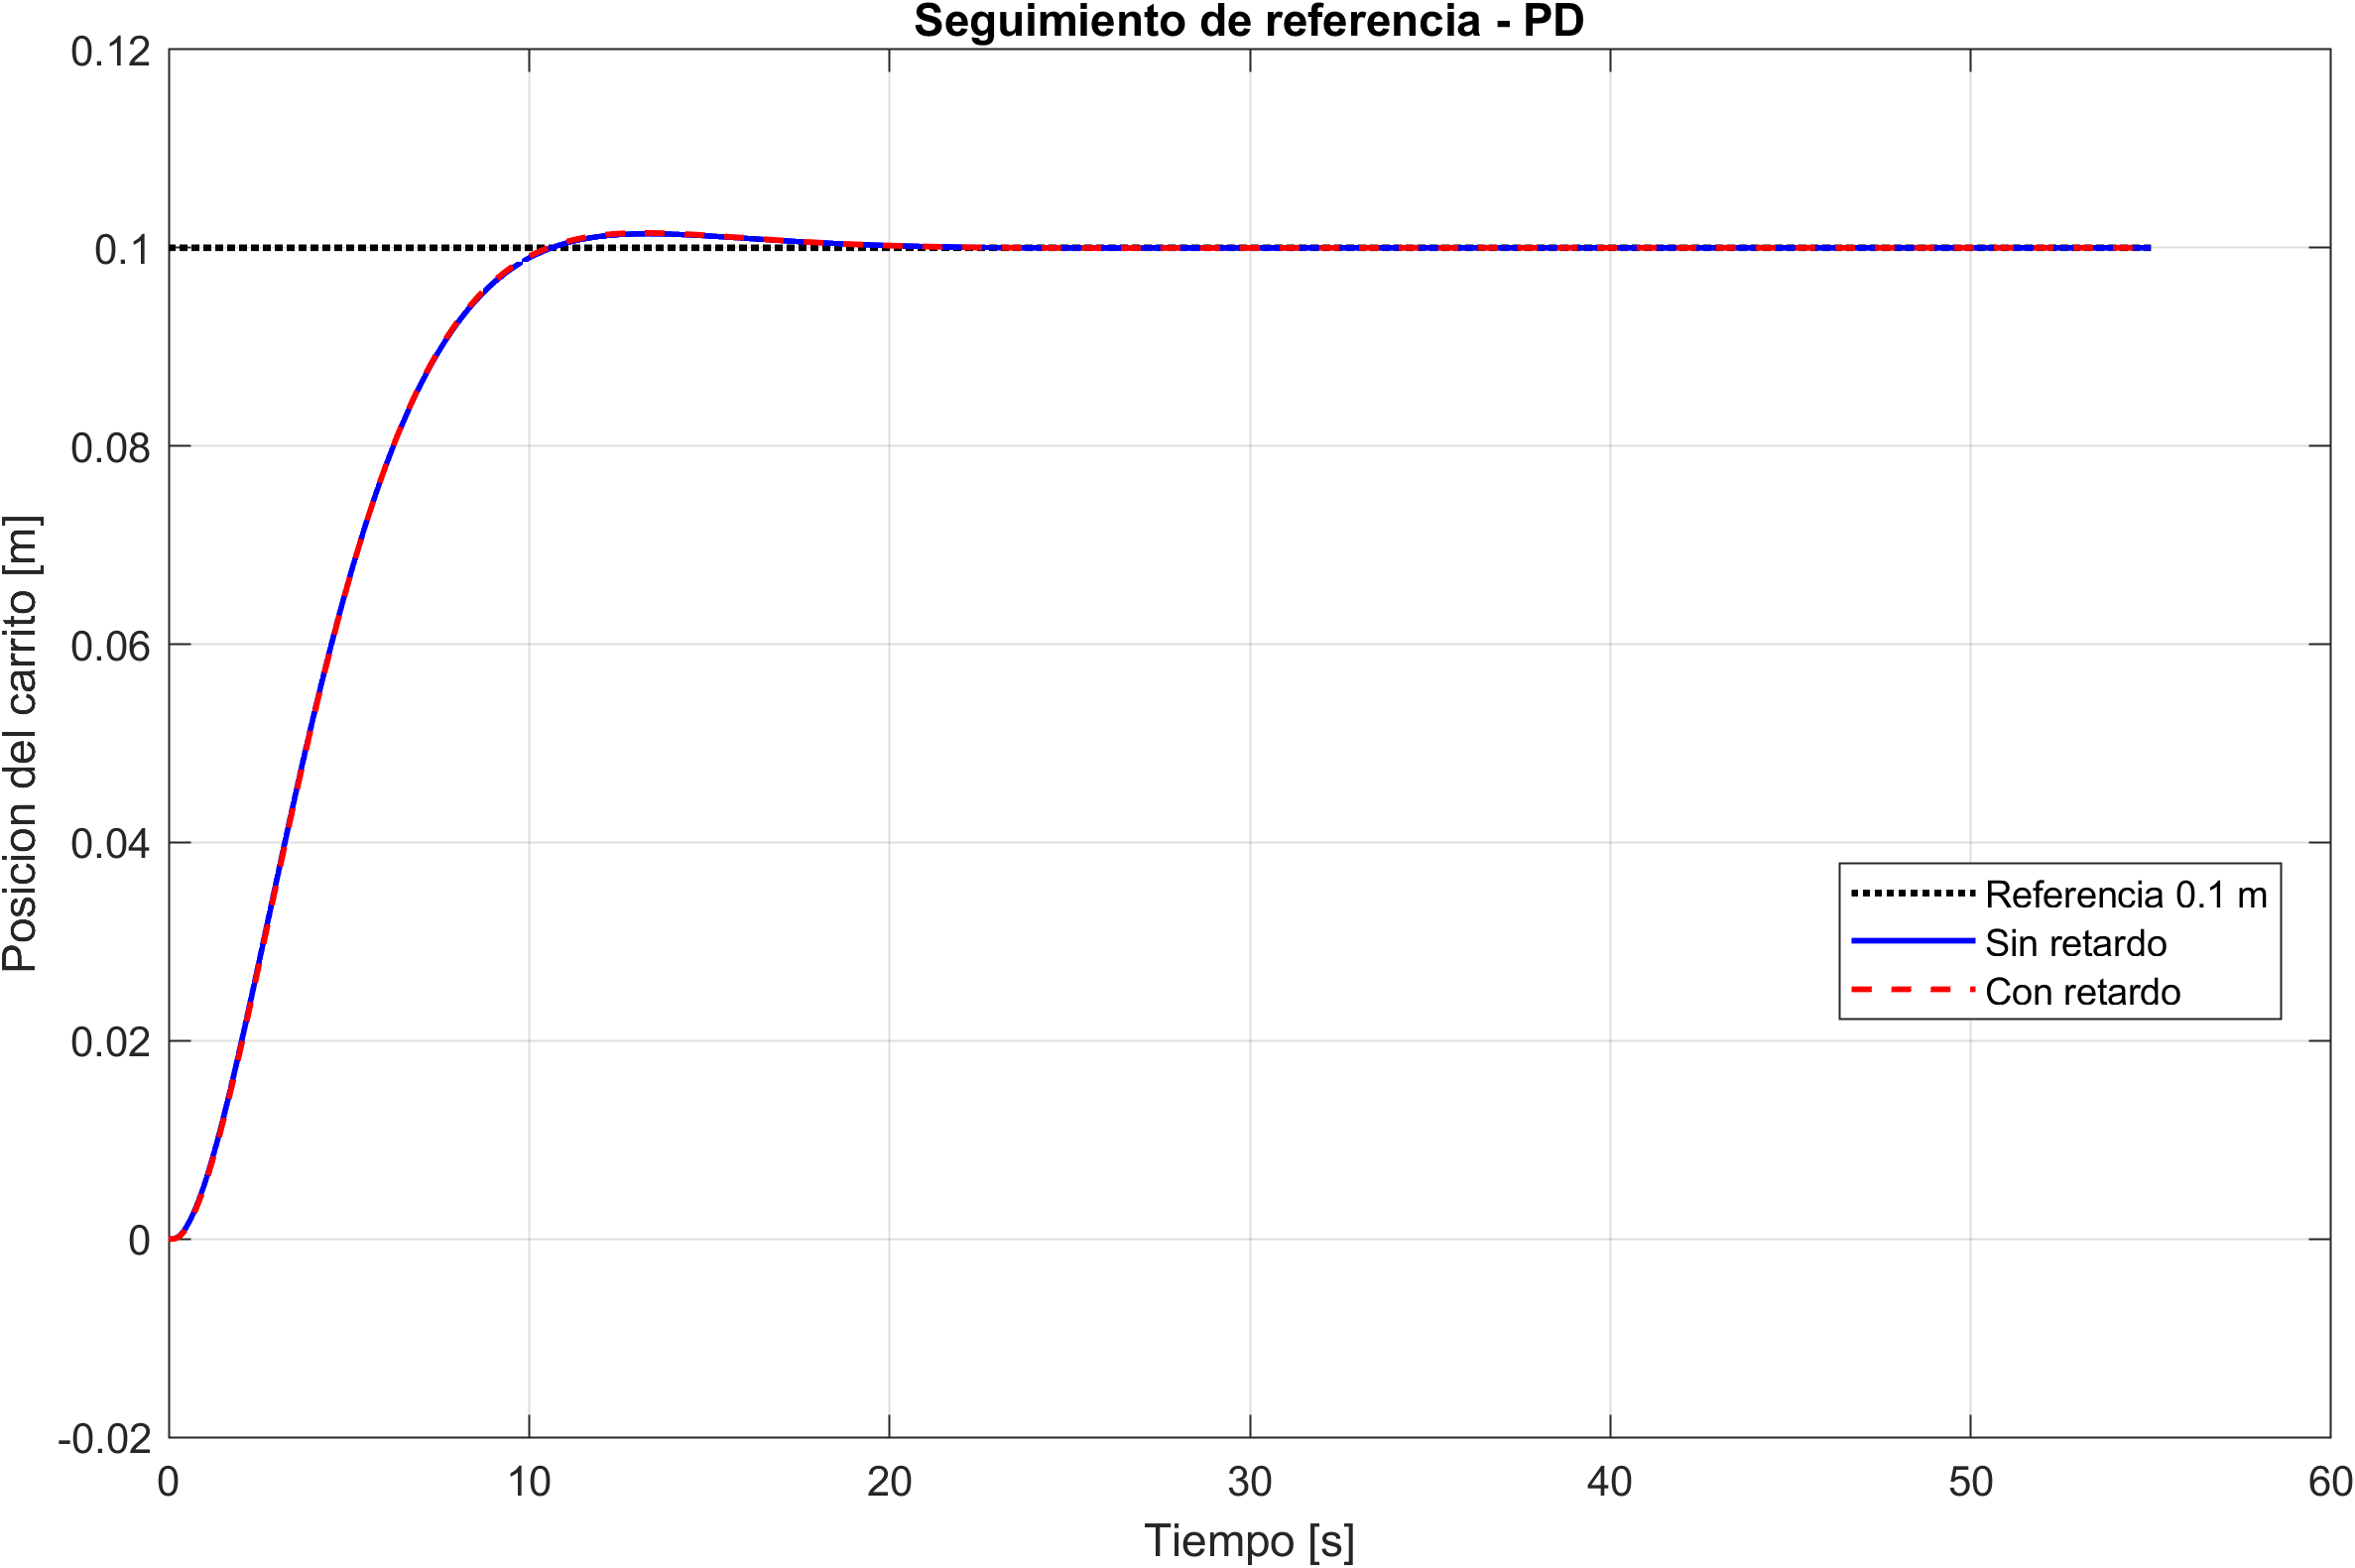 Seguimiento de referencia - PD
0.12
0.1
0.08
0.06
0.04
0.02
0
-0.02
Posicion del carrito [m]
Referencia 0.1 m
Sin retardo
Con retardo
0 10 20 30 40 50 60
Tiempo [s]